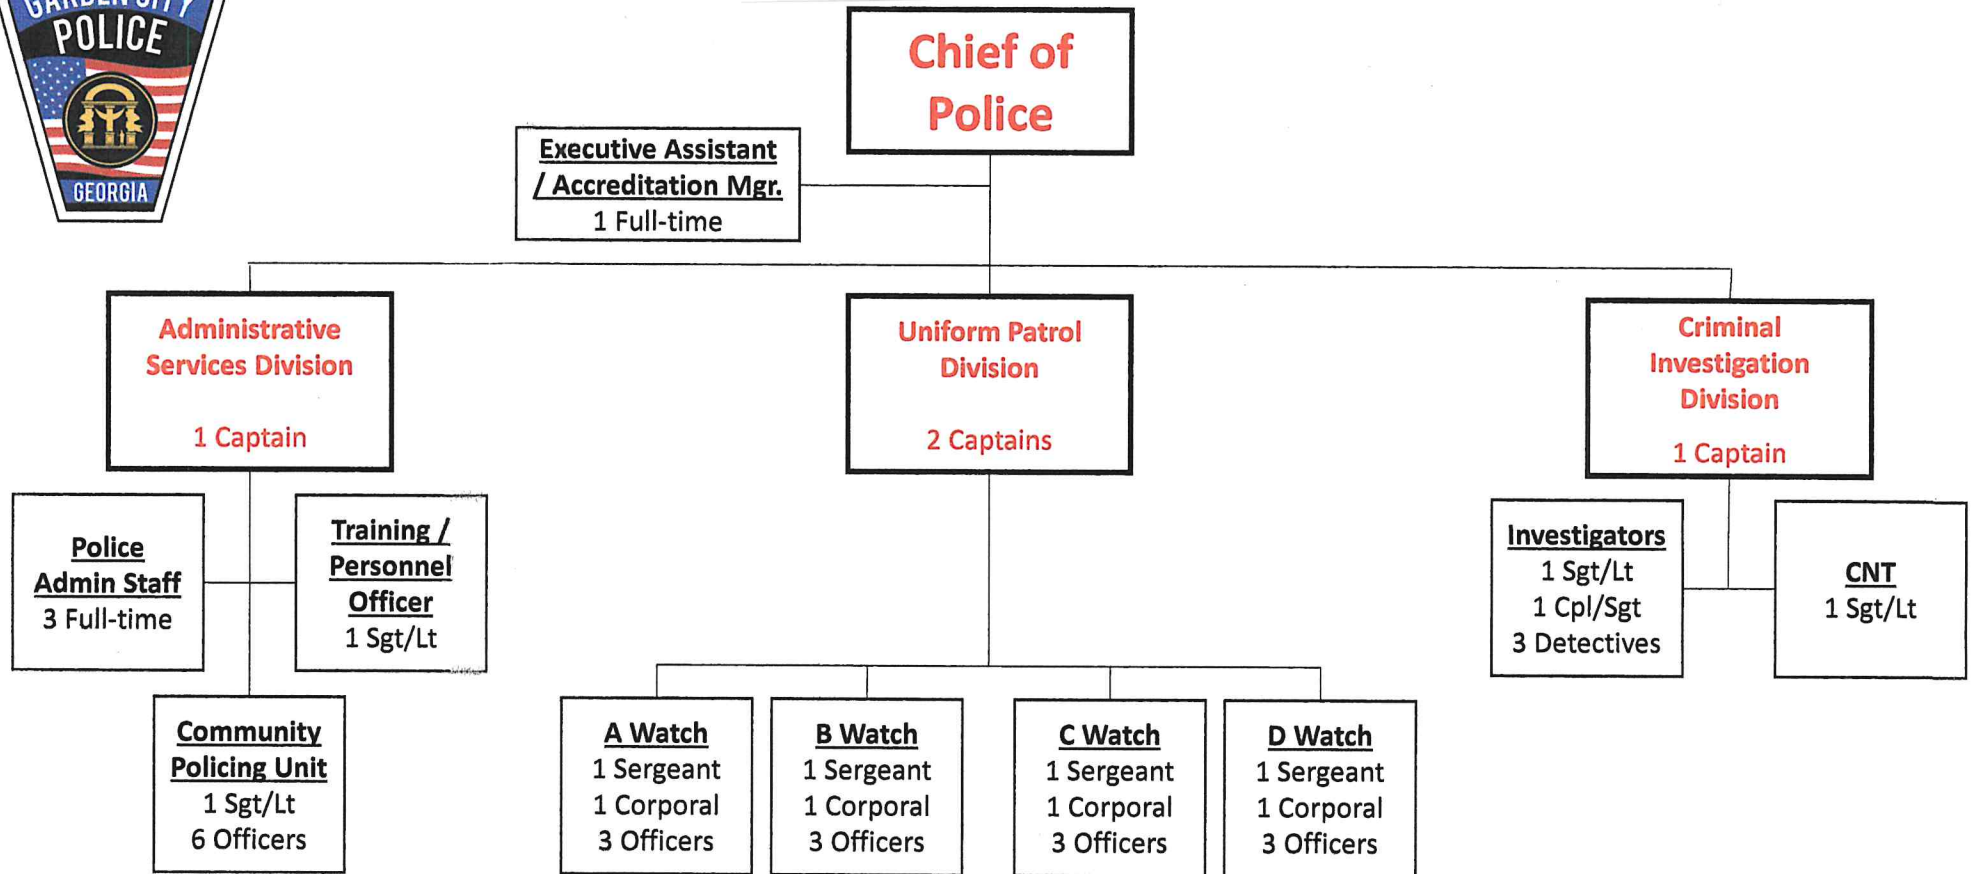 GARDEN CITY
POLICE
GEORGIA
Chief of
Police
Executive Assistant
/ Accreditation Mgr.
1 Full-time
Administrative
Services Division
1 Captain
Uniform Patrol
Division
2 Captains
Criminal
Investigation
Division
1 Captain
Police
Admin Staff
3 Full-time
Training /
Personnel
Officer
1 Sgt/Lt
Community
Policing Unit
1 Sgt/Lt
6 Officers
A Watch
1 Sergeant
1 Corporal
3 Officers
B Watch
1 Sergeant
1 Corporal
3 Officers
C Watch
1 Sergeant
1 Corporal
3 Officers
D Watch
1 Sergeant
1 Corporal
3 Officers
Investigators
1 Sgt/Lt
1 Cpl/Sgt
3 Detectives
CNT
1 Sgt/Lt